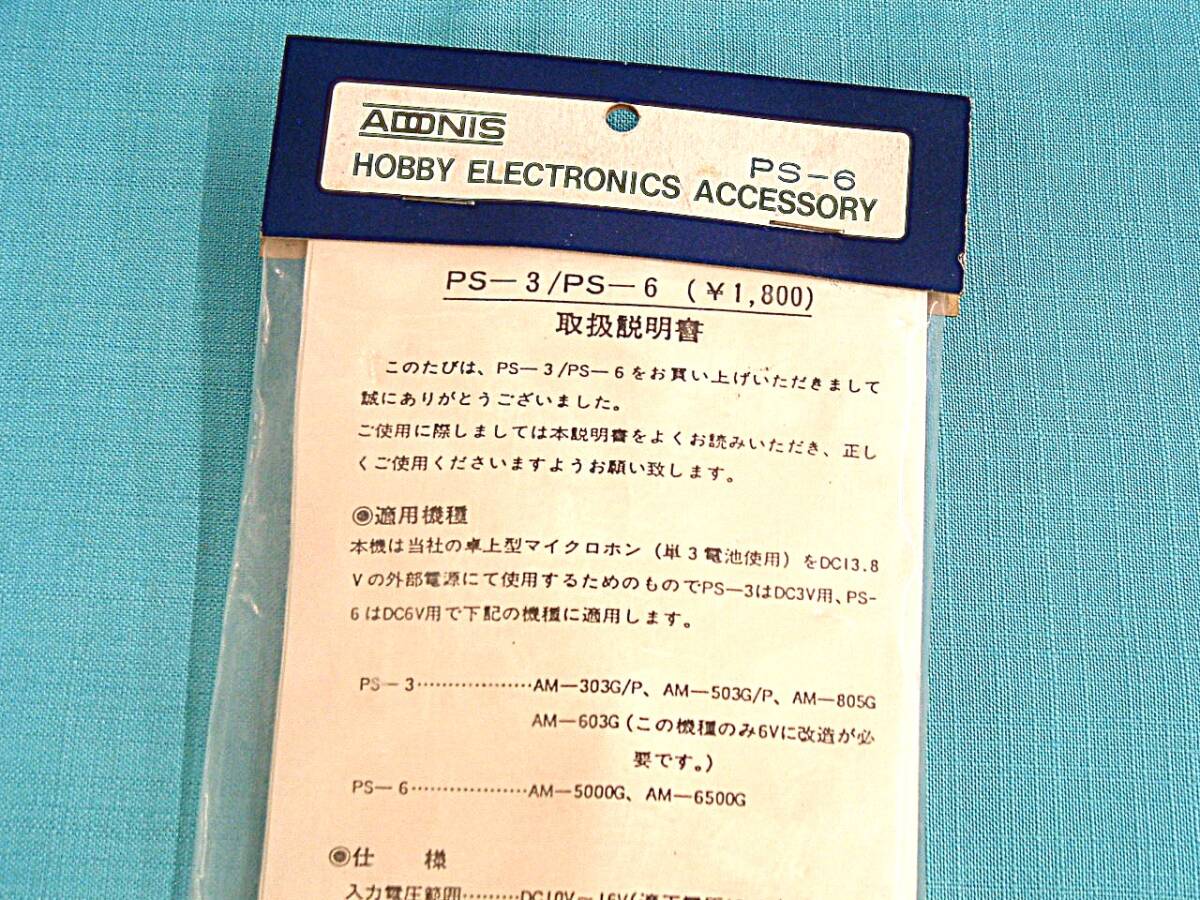 ADONIS
PS-6
HOBBY ELECTRONICS ACCESSORY
PS-3/PS-6 (¥1,800)
取扱説明書
このたびは、PS-3/PS-6をお買い上げいただきまして
誠にありがとうございました。
ご使用に際しましては本説明書をよくお読みいただき、正し
くご使用くださいますようお願い致します。
◉適用機種
本機は当社の卓上型マイクロホン(単3電池使用)をDC13.8
Vの外部電源にて使用するためのものでPS-3はDC3V用、PS-
6はDC6V用で下記の機種に適用します。
PS-3………………AM-303G/P、AM-503G/P、AM-805G
AM-603G(この機種のみ6Vに改造が必
要です。)
PS-6………………AM-5000G、AM-6500G
◉仕 様
入力電圧範囲………DC10V~16V(